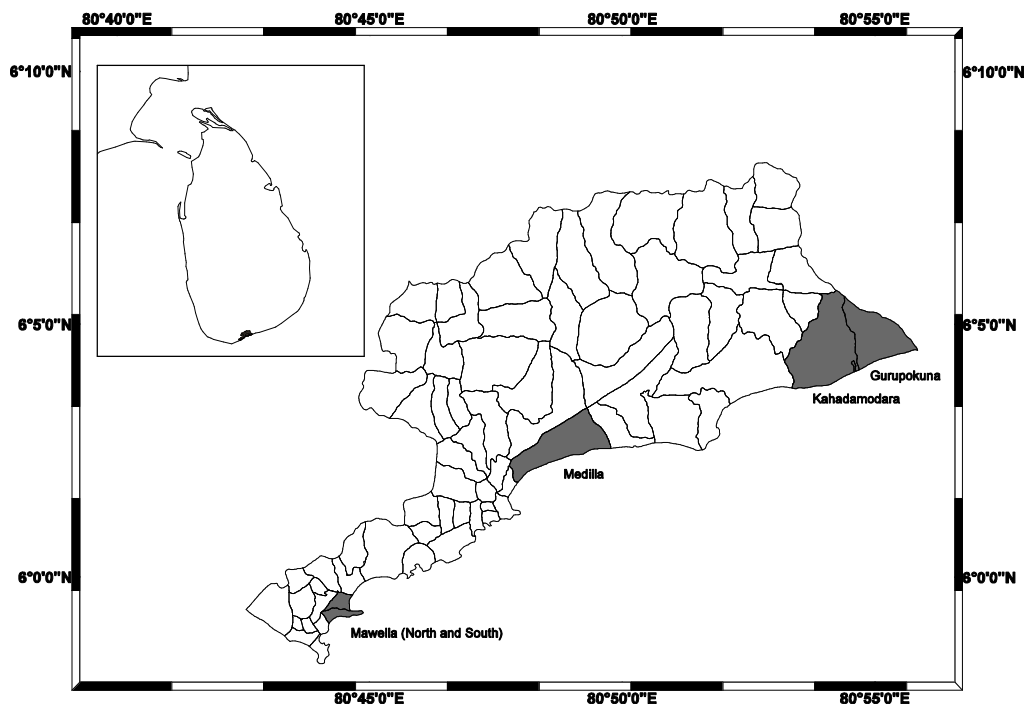 80°40'0"E 80°45'0"E 80°50'0"E 80°55'0"E
6°10'0"N 6°10'0"N
6°5'0"N 6°5'0"N
Gurupokuna
Kahadamodara
Medilla
6°0'0"N 6°0'0"N
Mawella (North and South)
80°45'0"E 80°50'0"E 80°55'0"E